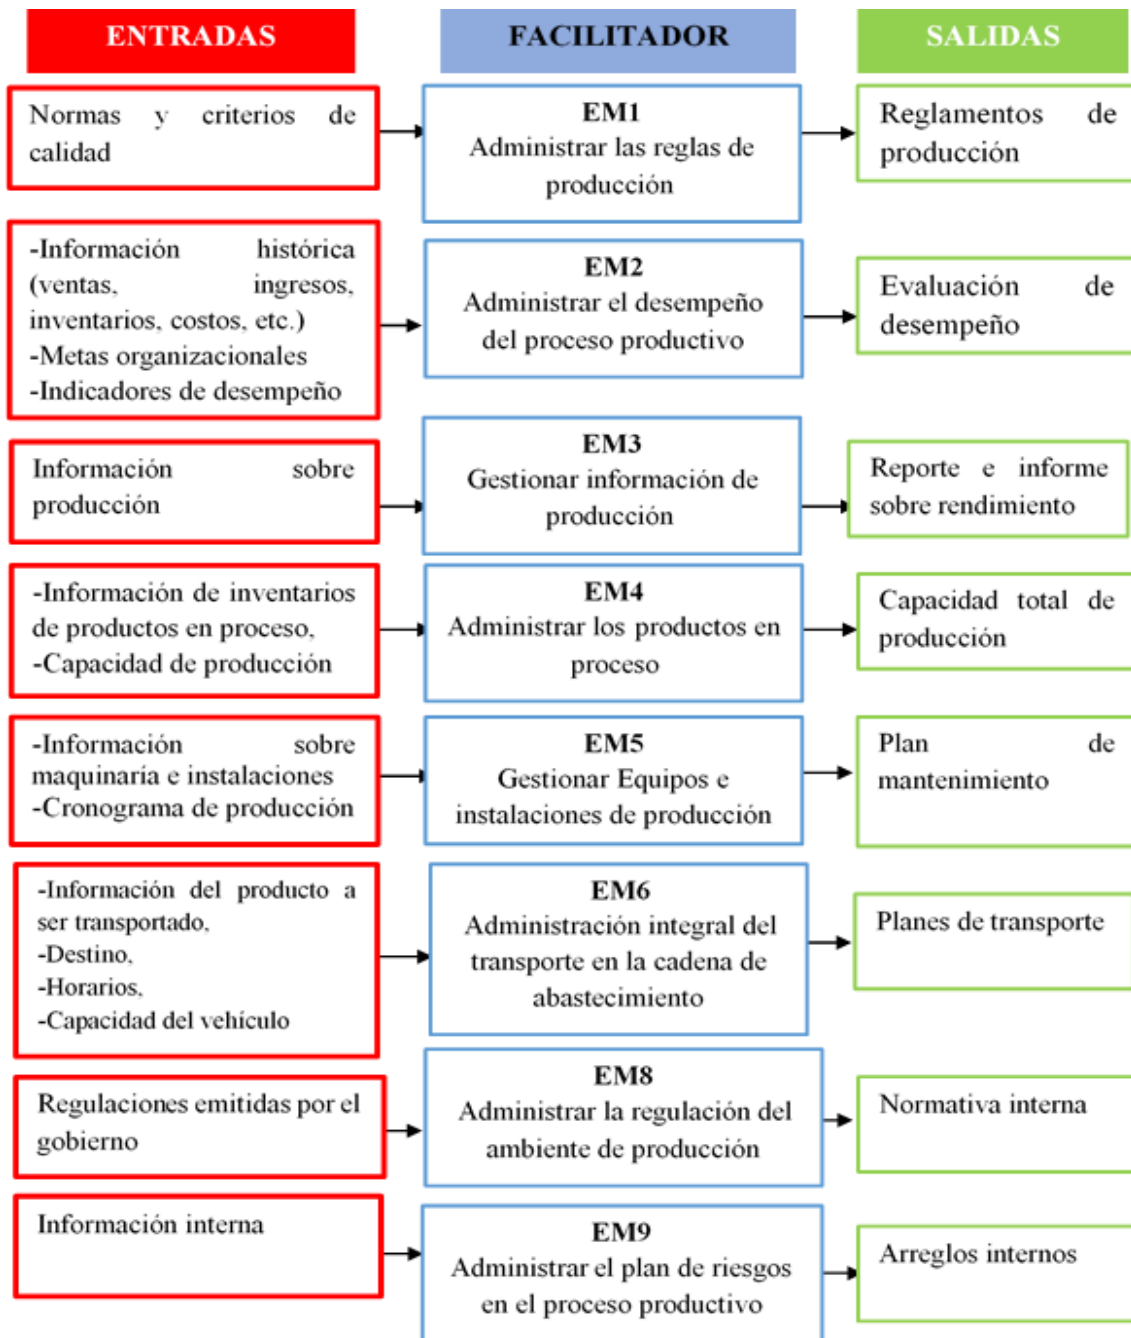 ENTRADAS
FACILITADOR
SALIDAS
Normas y criterios de
calidad
EM1
Administrar las reglas de
producción
Reglamentos de
producción
-Información histórica
(ventas, ingresos,
inventarios, costos, etc.)
-Metas organizacionales
-Indicadores de desempeño
EM2
Administrar el desempeño
del proceso productivo
Evaluación de
desempeño
Información sobre
producción
EM3
Gestionar información de
producción
Reporte e informe
sobre rendimiento
-Información de inventarios
de productos en proceso,
-Capacidad de producción
EM4
Administrar los productos en
proceso
Capacidad total de
producción
-Información sobre
maquinaría e instalaciones
-Cronograma de producción
EM5
Gestionar Equipos e
instalaciones de producción
Plan de
mantenimiento
-Información del producto a
ser transportado,
-Destino,
-Horarios,
-Capacidad del vehículo
EM6
Administración integral del
transporte en la cadena de
abastecimiento
Planes de transporte
Regulaciones emitidas por el
gobierno
EM8
Administrar la regulación del
ambiente de producción
Normativa interna
Información interna
EM9
Administrar el plan de riesgos
en el proceso productivo
Arreglos internos